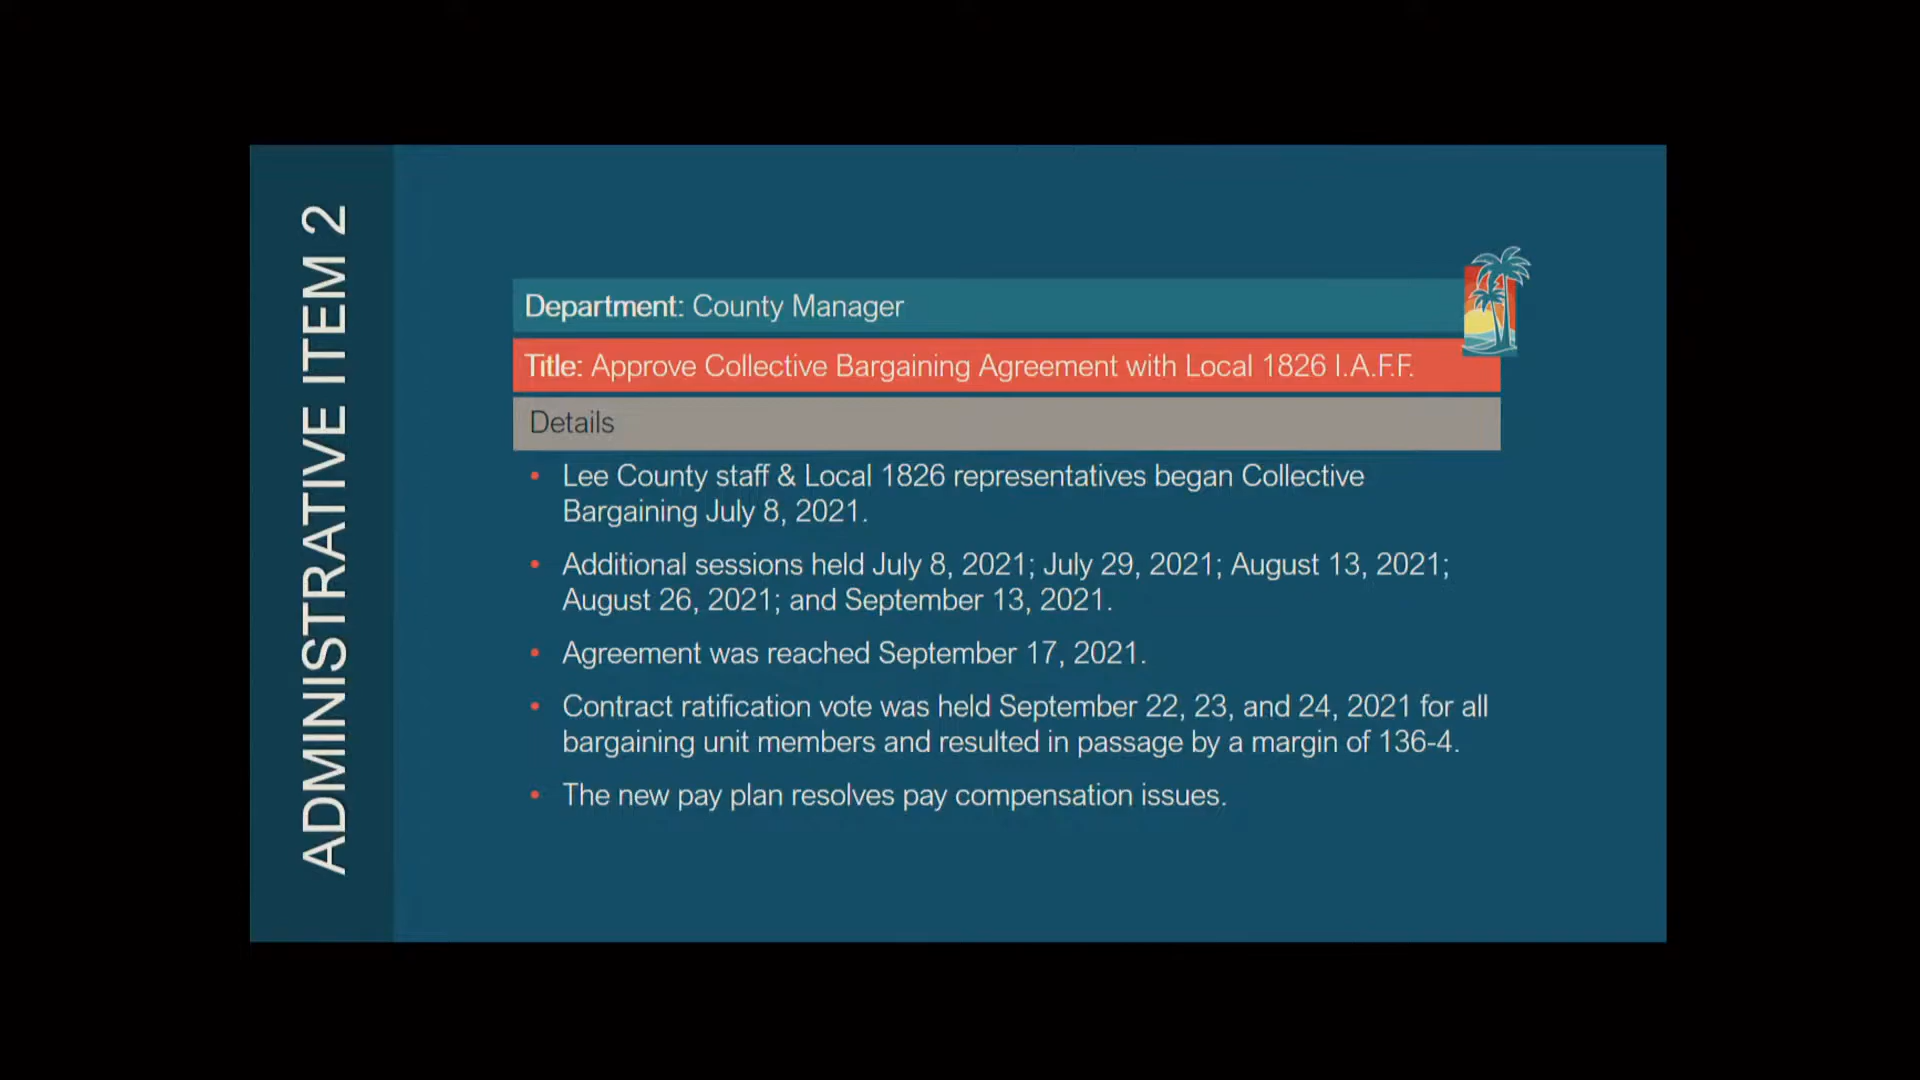 ADMINISTRATIVE ITEM 2
Department: County Manager
Title: Approve Collective Bargaining Agreement with Local 1826 I.A.F.F.
Details
• Lee County staff & Local 1826 representatives began Collective
Bargaining July 8, 2021.
• Additional sessions held July 8, 2021; July 29, 2021; August 13, 2021;
August 26, 2021; and September 13, 2021.
• Agreement was reached September 17, 2021.
• Contract ratification vote was held September 22, 23, and 24, 2021 for all
bargaining unit members and resulted in passage by a margin of 136-4.
• The new pay plan resolves pay compensation issues.